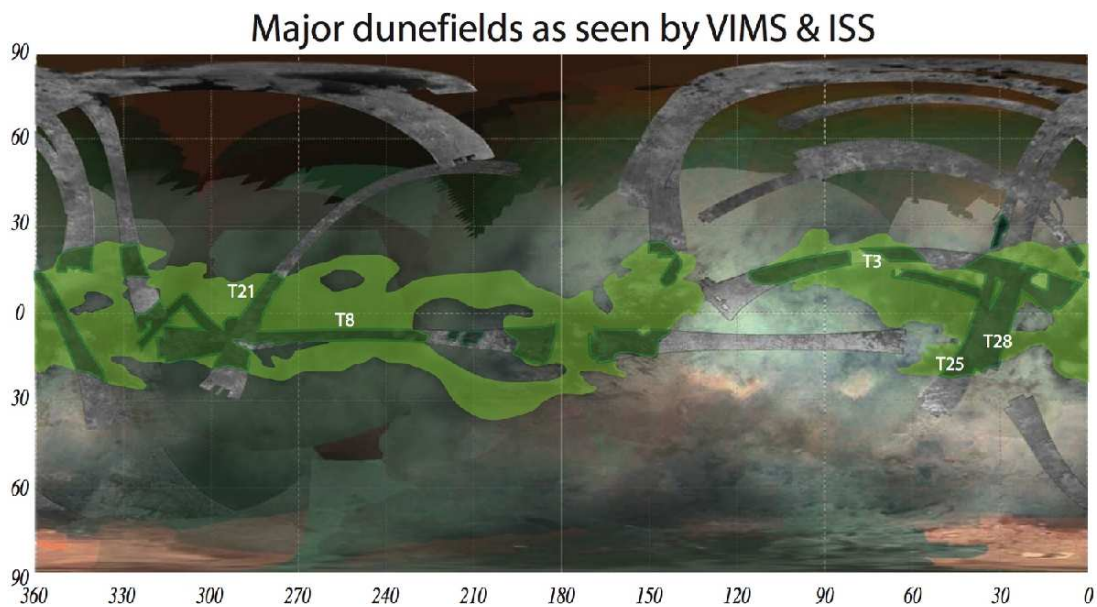 Major dunefields as seen by VIMS & ISS
90
60
30
0
30
60
90
T21
T8
T3
T28
T25
360 330 300 270 240 210 180 150 120 90 60 30 0